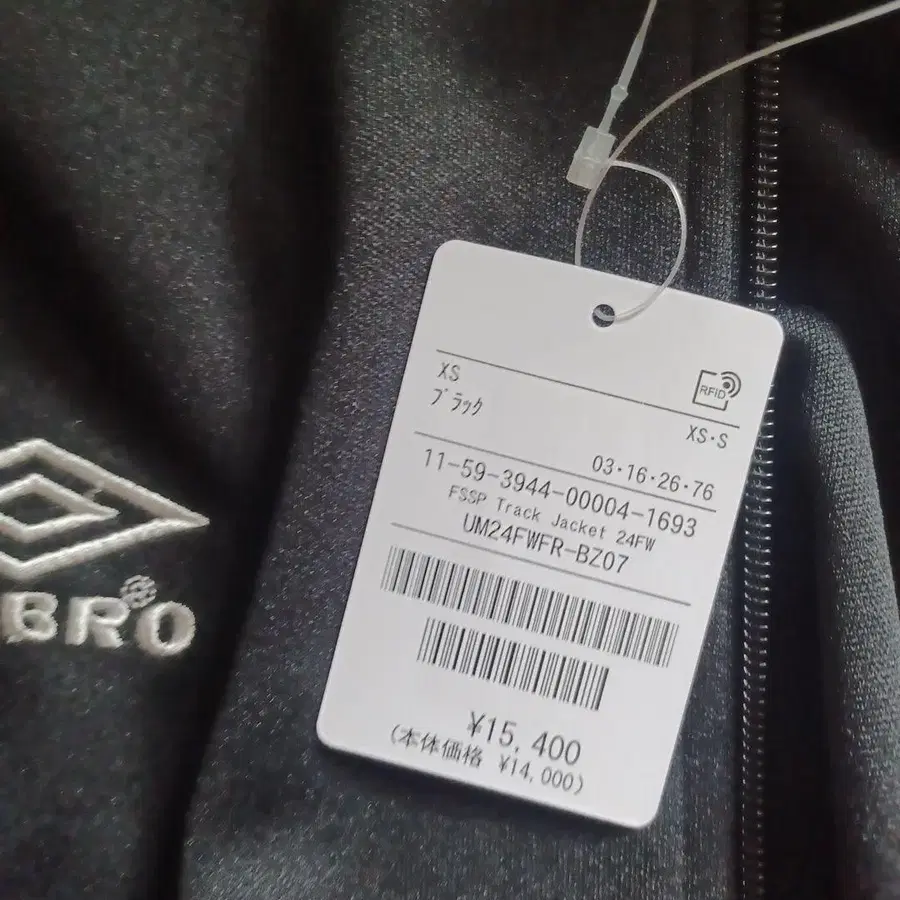 XS
RFID
ブラック
XS・S
03・16・26・76
11-59-3944-00004-1693
FSSP Track Jacket 24FW
UM24FWFR-BZ07
BRO
¥15,400
(本体価格 ¥14,000)